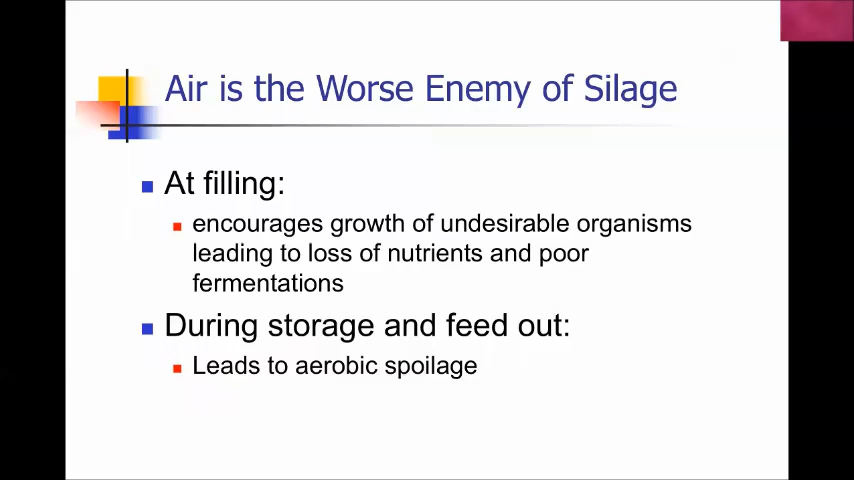 Air is the Worse Enemy of Silage
At filling:
encourages growth of undesirable organisms
leading to loss of nutrients and poor
fermentations
During storage and feed out:
Leads to aerobic spoilage